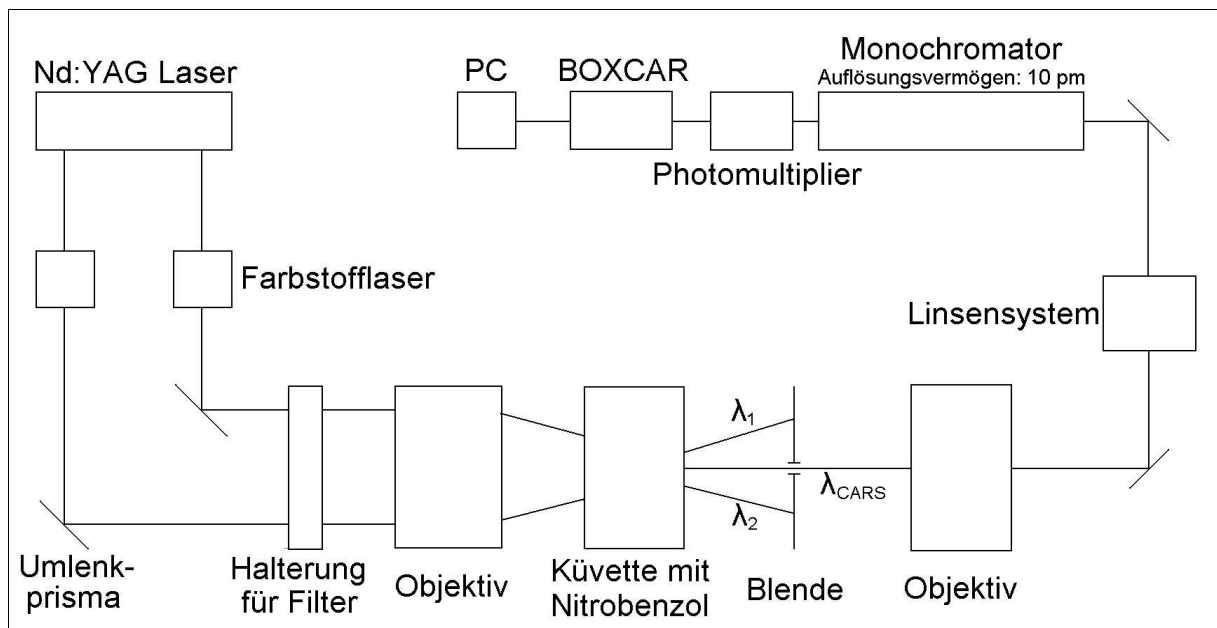 Nd:YAG Laser
PC
BOXCAR
Monochromator
Auflösungsvermögen: 10 pm
Photomultiplier
Farbstofflaser
Linsensystem
λ1
λCARS
λ2
Umlenk-
prisma
Halterung
für Filter
Objektiv
Küvette mit
Nitrobenzol
Blende
Objektiv